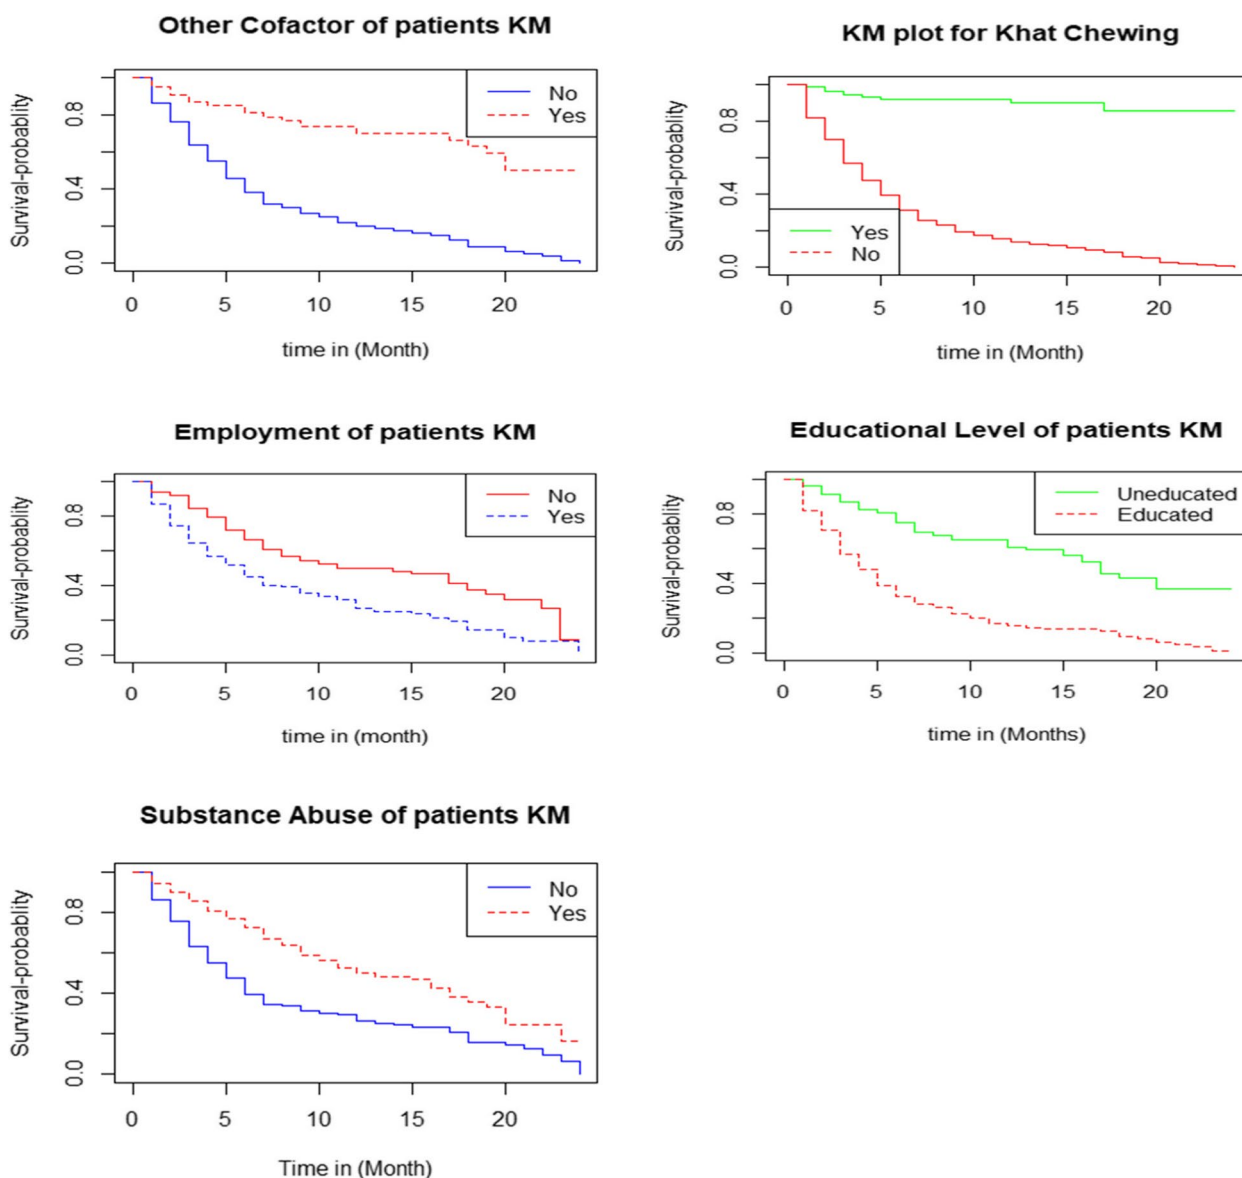 Other Cofactor of patients KM
Survival-probablity
0.0 0.4 0.8
No
Yes
0 5 10 15 20
time in (Month)
KM plot for Khat Chewing
Survival-probablity
0.0 0.4 0.8
Yes
No
0 5 10 15 20
time in (Month)
Employment of patients KM
Survival-probablity
0.0 0.4 0.8
No
Yes
0 5 10 15 20
time in (month)
Educational Level of patients KM
Survival-probablity
0.0 0.4 0.8
Uneducated
Educated
0 5 10 15 20
time in (Months)
Substance Abuse of patients KM
Survival-probablity
0.0 0.4 0.8
No
Yes
0 5 10 15 20
Time in (Month)